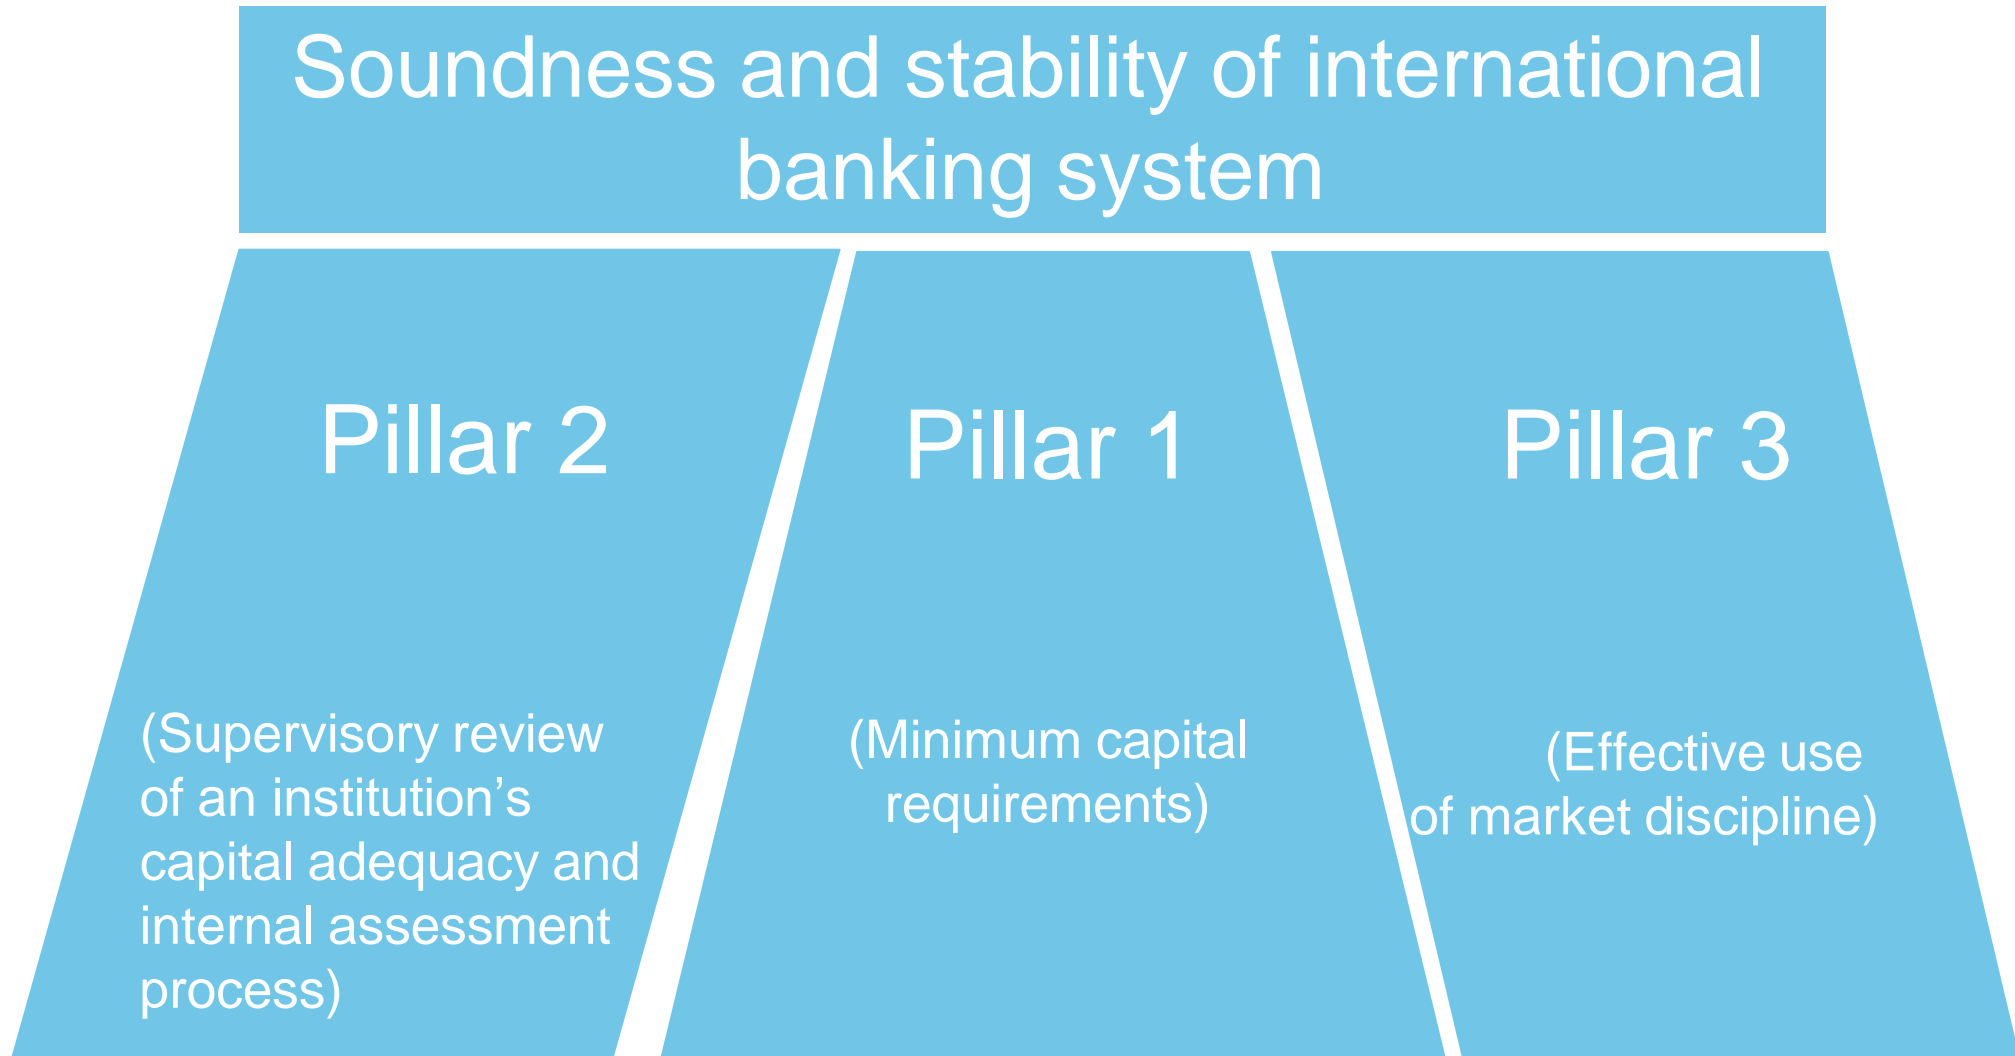 Soundness and stability of international
banking system
Pillar 2
(Supervisory review
of an institution’s
capital adequacy and
internal assessment
process)
Pillar 1
(Minimum capital
requirements)
Pillar 3
(Effective use
of market discipline)